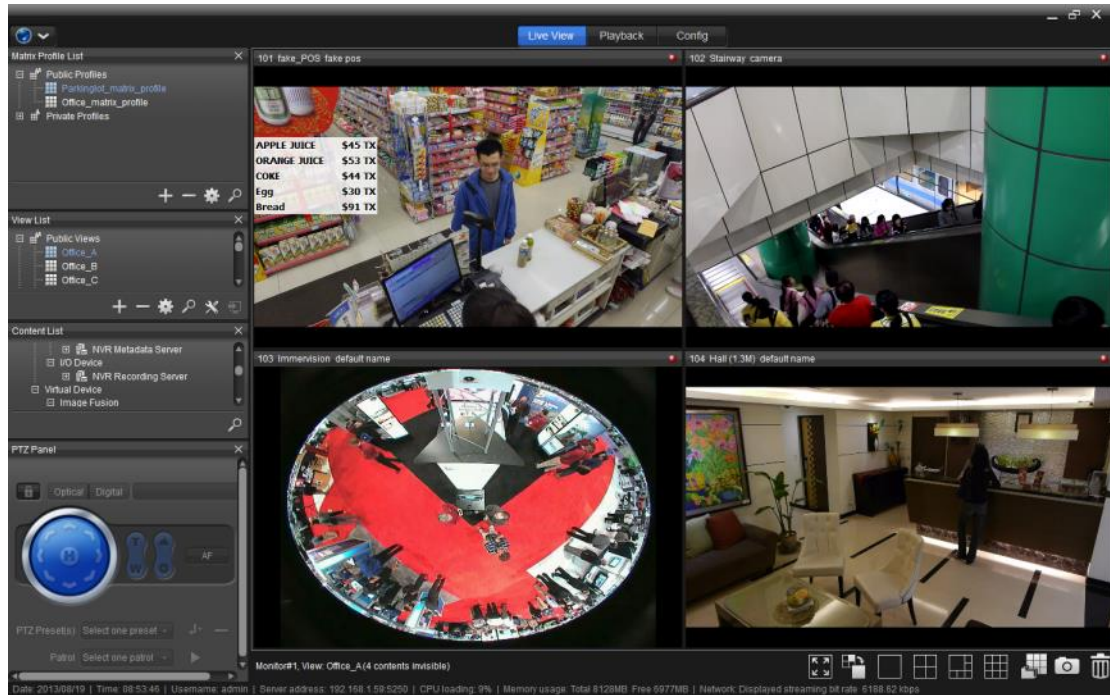 Live View
Playback
Config
Matrix Profile List
Public Profiles
Parkinglot_matrix_profile
Office_matrix_profile
Private Profiles
View List
Public Views
Office_A
Office_B
Office_C
Content List
NVR Metadata Server
I/O Device
NVR Recording Server
Virtual Device
Image Fusion
PTZ Panel
Optical
Digital
T
W
AF
PTZ Preset(s)
Select one preset
Patrol
Select one patrol
101 fake_POS fake pos
APPLE JUICE $45 TX
ORANGE JUICE $53 TX
COKE $44 TX
Egg $30 TX
Bread $91 TX
102 Stairway camera
103 Immervision default name
104 Hall (1.3M) default name
Monitor#1, View: Office_A (4 contents invisible)
Date: 2013/08/19 | Time: 08:53:46 | Username: admin | Server address: 192.168.1.59:5250 | CPU loading: 9% | Memory usage: Total 8128MB Free 6977MB | Network: Displayed streaming bit rate 6188.62 kbps